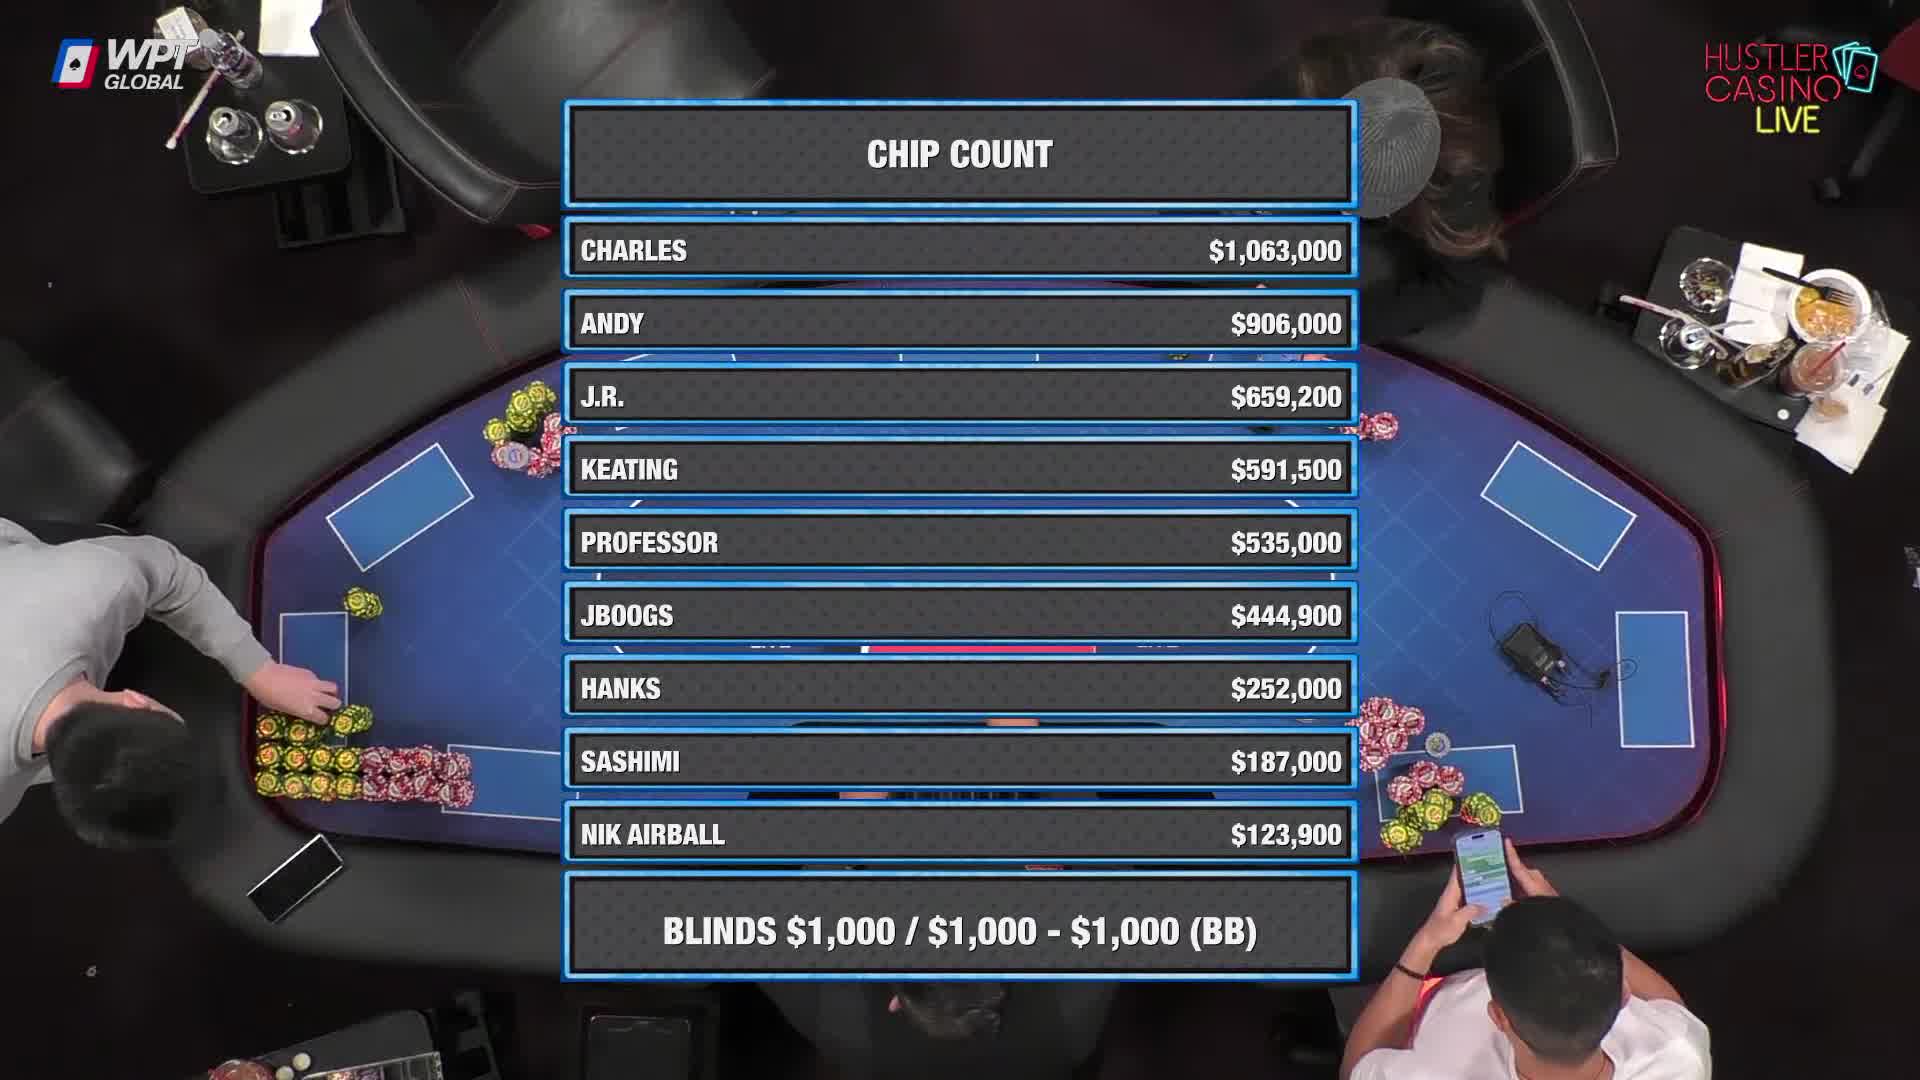 WPT
GLOBAL
HUSTLER
CASINO
LIVE
CHIP COUNT
CHARLES $1,063,000
ANDY $906,000
J.R. $659,200
KEATING $591,500
PROFESSOR $535,000
JBOOGS $444,900
HANKS $252,000
SASHIMI $187,000
NIK AIRBALL $123,900
BLINDS $1,000 / $1,000 - $1,000 (BB)